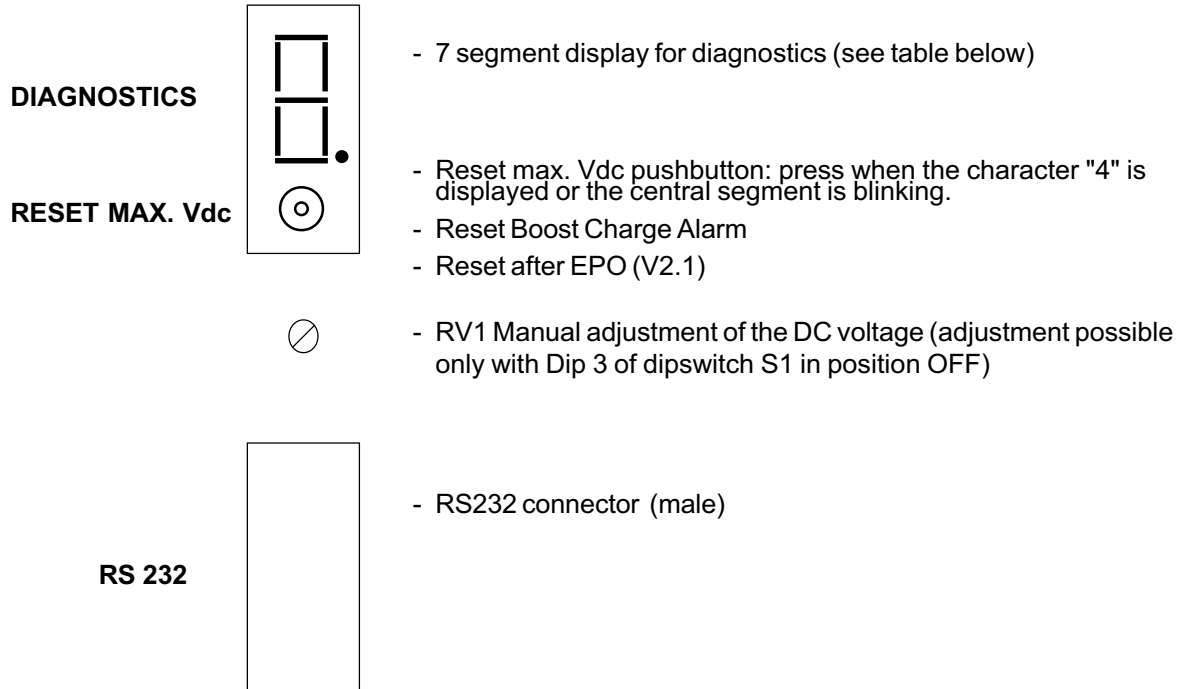 DIAGNOSTICS
- 7 segment display for diagnostics (see table below)
RESET MAX. Vdc
- Reset max. Vdc pushbutton: press when the character "4" is
displayed or the central segment is blinking.
- Reset Boost Charge Alarm
- Reset after EPO (V2.1)
- RV1 Manual adjustment of the DC voltage (adjustment possible
only with Dip 3 of dipswitch S1 in position OFF)
RS 232
- RS232 connector (male)